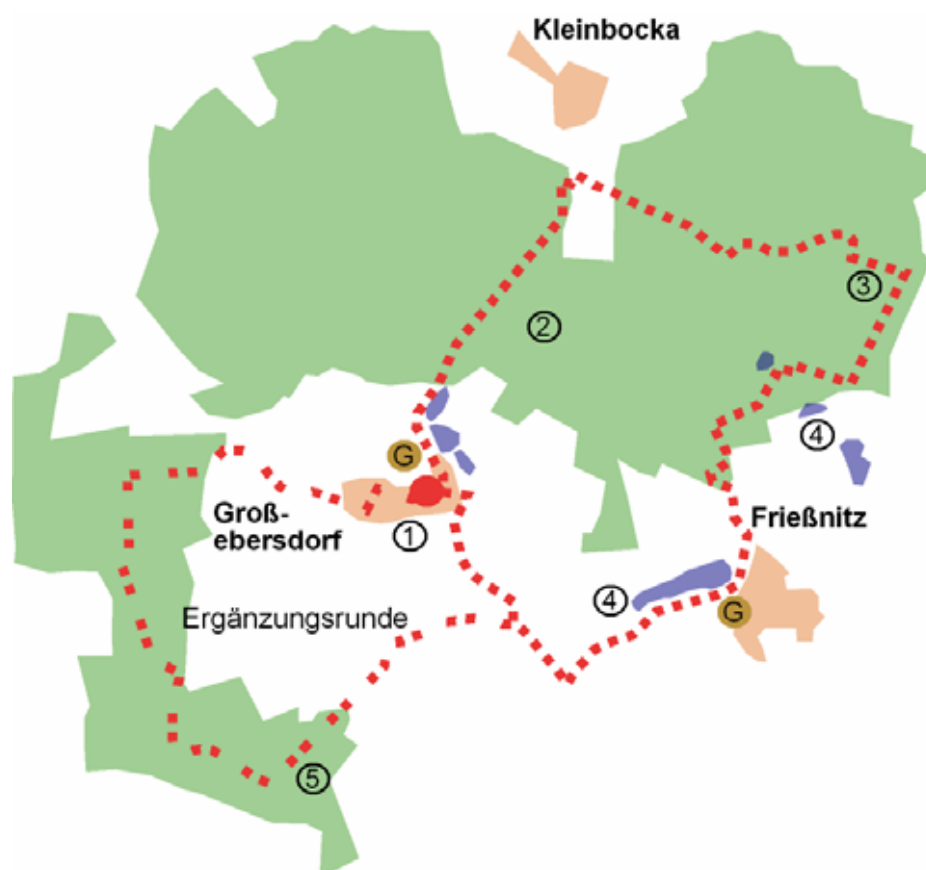 Kleinbocka
③
②
④
G
Groß-
ebersdorf
①
Frießnitz
④
G
Ergänzungsrunde
⑤